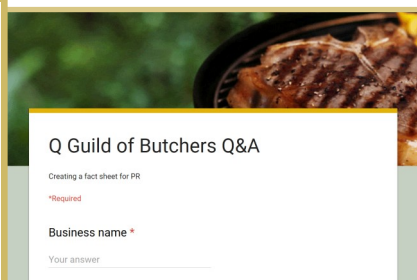 Q Guild of Butchers Q&A
Creating a fact sheet for PR
*Required
Business name *
Your answer